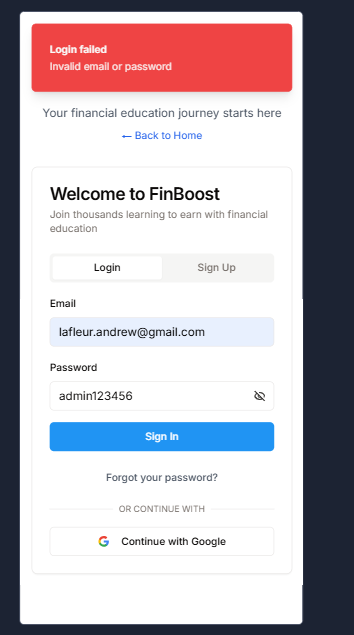 Login failed
Invalid email or password
Your financial education journey starts here
← Back to Home
Welcome to FinBoost
Join thousands learning to earn with financial
education
Login
Sign Up
Email
lafleur.andrew@gmail.com
Password
admin123456
Sign In
Forgot your password?
OR CONTINUE WITH
Continue with Google